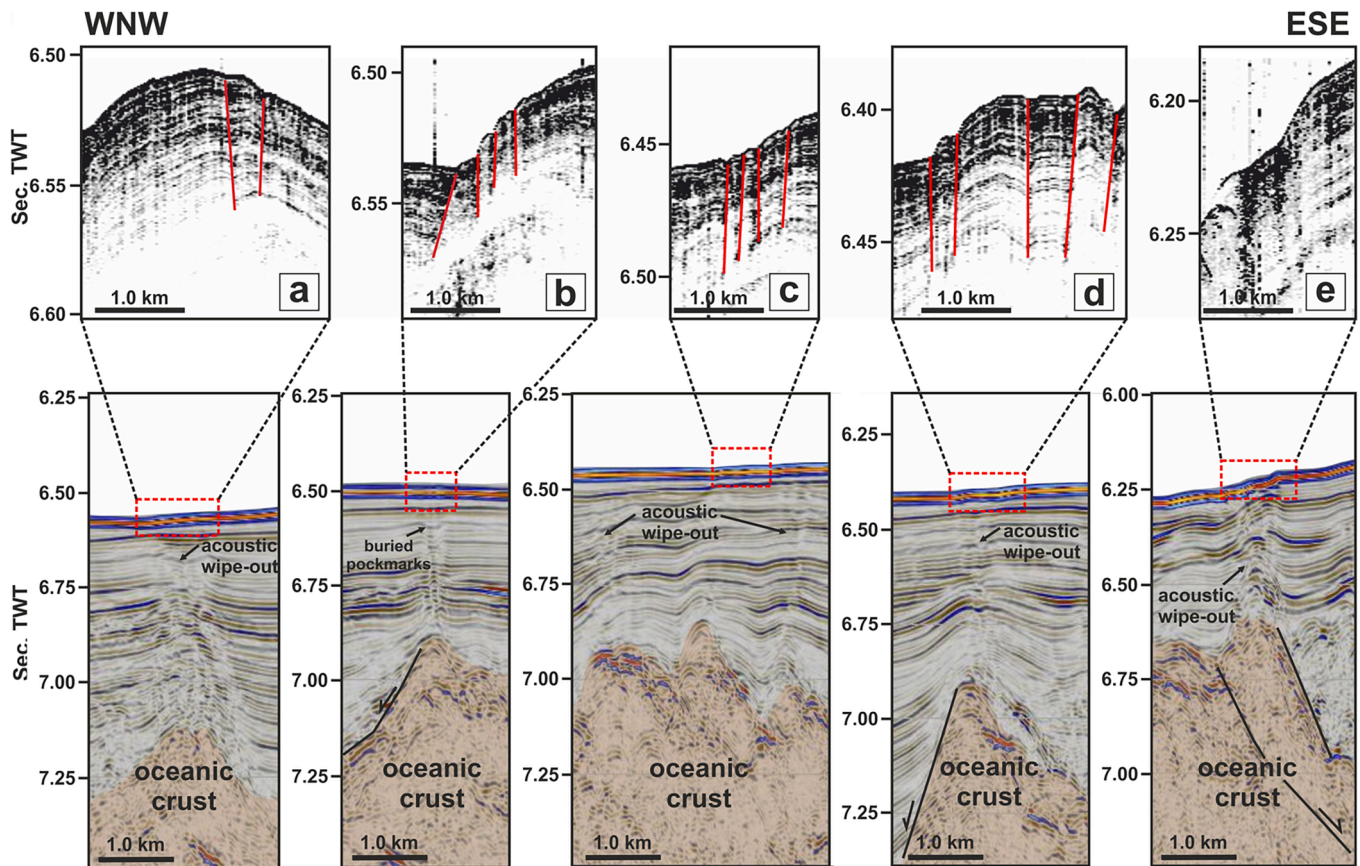 WNW
ESE
Sec. TWT
6.50
6.55
6.60
1.0 km
a
6.50
6.55
1.0 km
b
6.45
6.50
1.0 km
c
6.40
6.45
1.0 km
d
6.20
6.25
1.0 km
e
Sec. TWT
6.25
6.50
6.75
7.00
7.25
acoustic
wipe-out
oceanic
crust
1.0 km
6.25
6.50
6.75
7.00
7.25
buried
pockmarks
oceanic
crust
1.0 km
6.25
6.50
6.75
7.00
7.25
acoustic
wipe-out
oceanic
crust
1.0 km
6.25
6.50
6.75
7.00
7.25
acoustic
wipe-out
oceanic
crust
1.0 km
6.00
6.25
6.50
6.75
7.00
acoustic
wipe-out
oceanic
crust
1.0 km